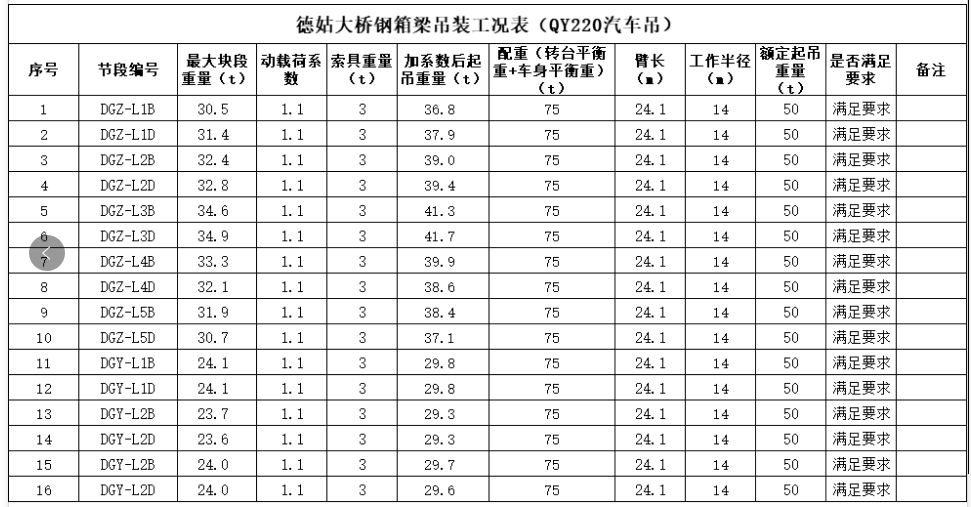 德姑大桥钢箱梁吊装工况表（QY220汽车吊）
序号 节段编号 最大块段重量（t） 动载荷系数 索具重量（t） 加系数后起吊重量（t） 配重（转台平衡重+车身平衡重）（t） 臂长（m） 工作半径（m） 额定起吊重量（t） 是否满足要求 备注
1 DGZ-L1B 30.5 1.1 3 36.8 75 24.1 14 50 满足要求
2 DGZ-L1D 31.4 1.1 3 37.9 75 24.1 14 50 满足要求
3 DGZ-L2B 32.4 1.1 3 39.0 75 24.1 14 50 满足要求
4 DGZ-L2D 32.8 1.1 3 39.4 75 24.1 14 50 满足要求
5 DGZ-L3B 34.6 1.1 3 41.3 75 24.1 14 50 满足要求
6 DGZ-L3D 34.9 1.1 3 41.7 75 24.1 14 50 满足要求
7 DGZ-L4B 33.3 1.1 3 39.9 75 24.1 14 50 满足要求
8 DGZ-L4D 32.1 1.1 3 38.6 75 24.1 14 50 满足要求
9 DGZ-L5B 31.9 1.1 3 38.4 75 24.1 14 50 满足要求
10 DGZ-L5D 30.7 1.1 3 37.1 75 24.1 14 50 满足要求
11 DGY-L1B 24.1 1.1 3 29.8 75 24.1 14 50 满足要求
12 DGY-L1D 24.1 1.1 3 29.8 75 24.1 14 50 满足要求
13 DGY-L2B 23.7 1.1 3 29.3 75 24.1 14 50 满足要求
14 DGY-L2D 23.6 1.1 3 29.3 75 24.1 14 50 满足要求
15 DGY-L2B 24.0 1.1 3 29.7 75 24.1 14 50 满足要求
16 DGY-L2D 24.0 1.1 3 29.6 75 24.1 14 50 满足要求